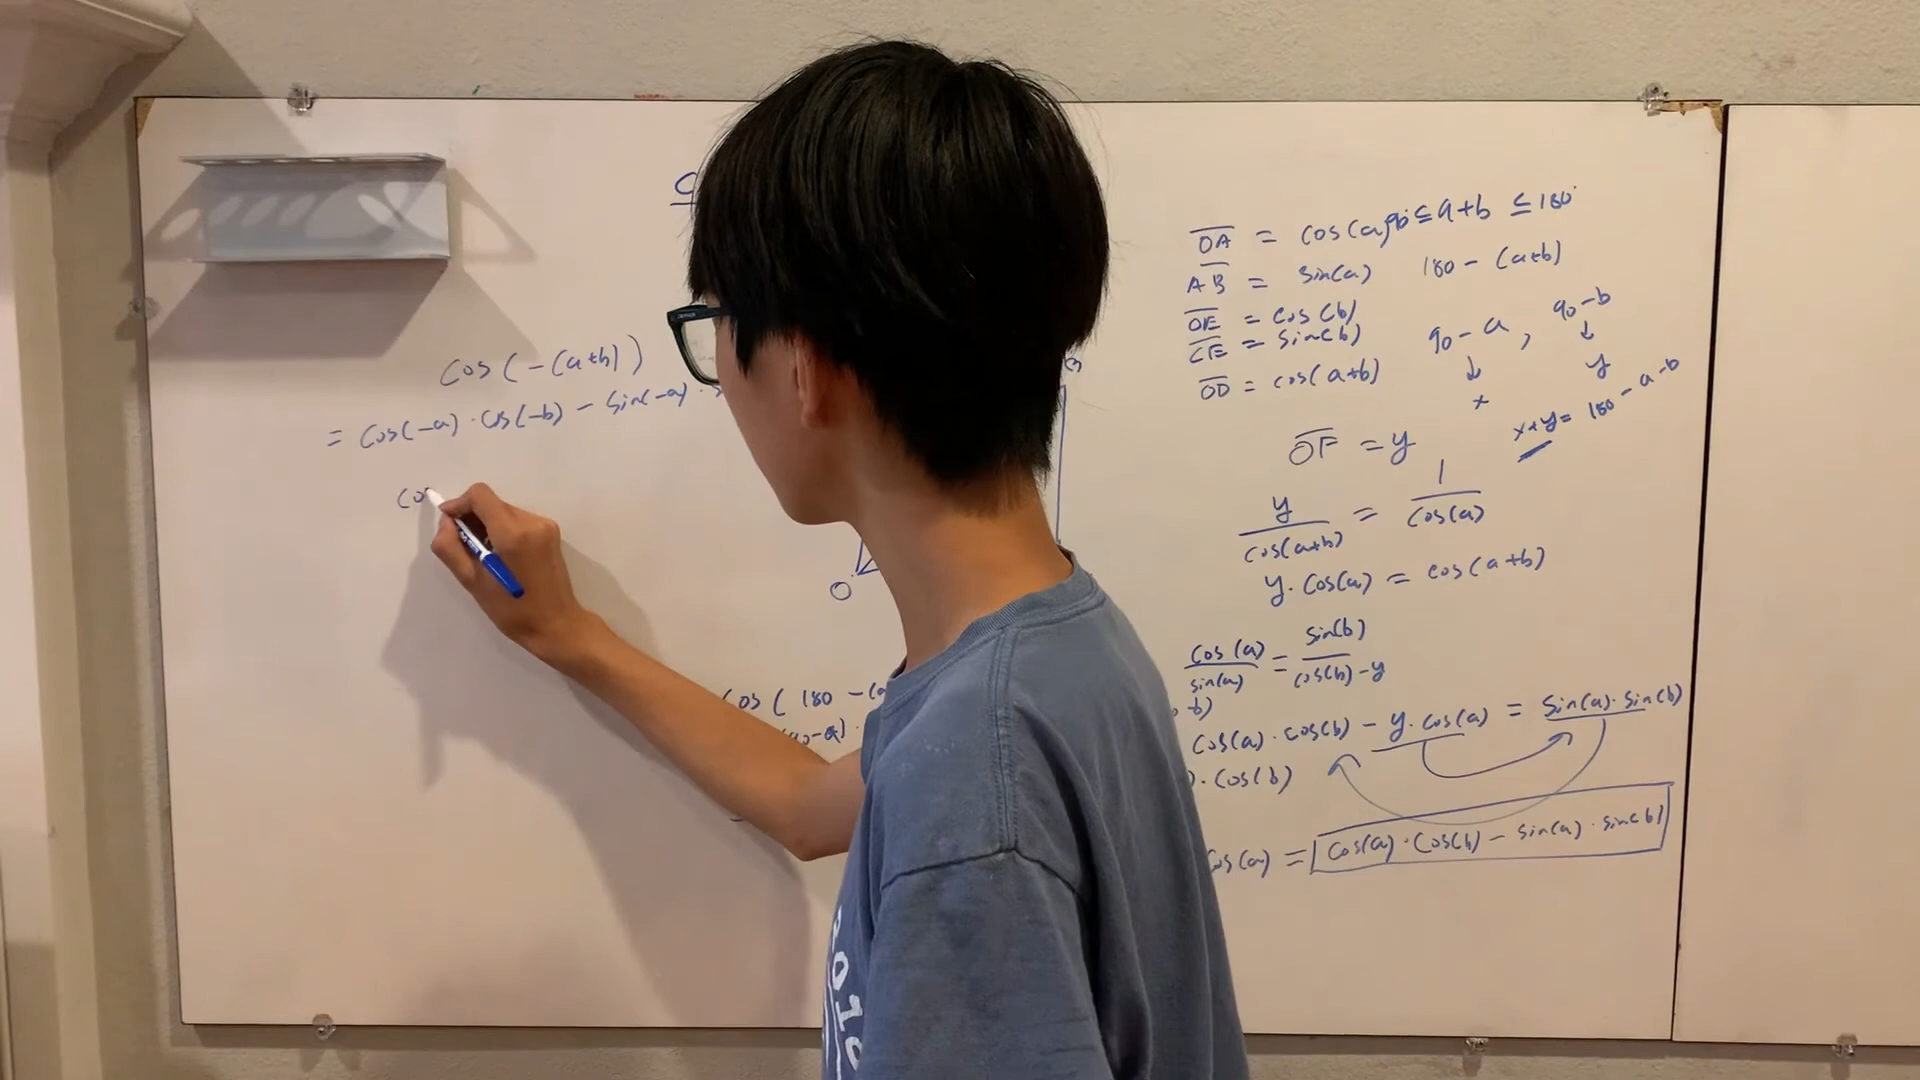 C
cos(-(a+b))
= cos(-a)·cos(-b) - sin(-a)·
cos
O
B
cos( 180 - (a
90-a)·
OA = cos(a)
AB = sin(a)
OE = cos(b)
CE = sin(b)
OD = cos(a+b)
90° ≤ a+b ≤ 180°
180 - (a+b)
90-a , 90-b
↓ ↓
x y
x+y = 180-a-b
OF = y
y/cos(a+b) = 1/cos(a)
y·cos(a) = cos(a+b)
cos(a)/sin(a) = sin(b)/cos(b)-y
b)
cos(a)·cos(b) - y·cos(a) = sin(a)·sin(b)
)·cos(b)
cos(a) = cos(a)·cos(b) - sin(a)·sin(b)
201